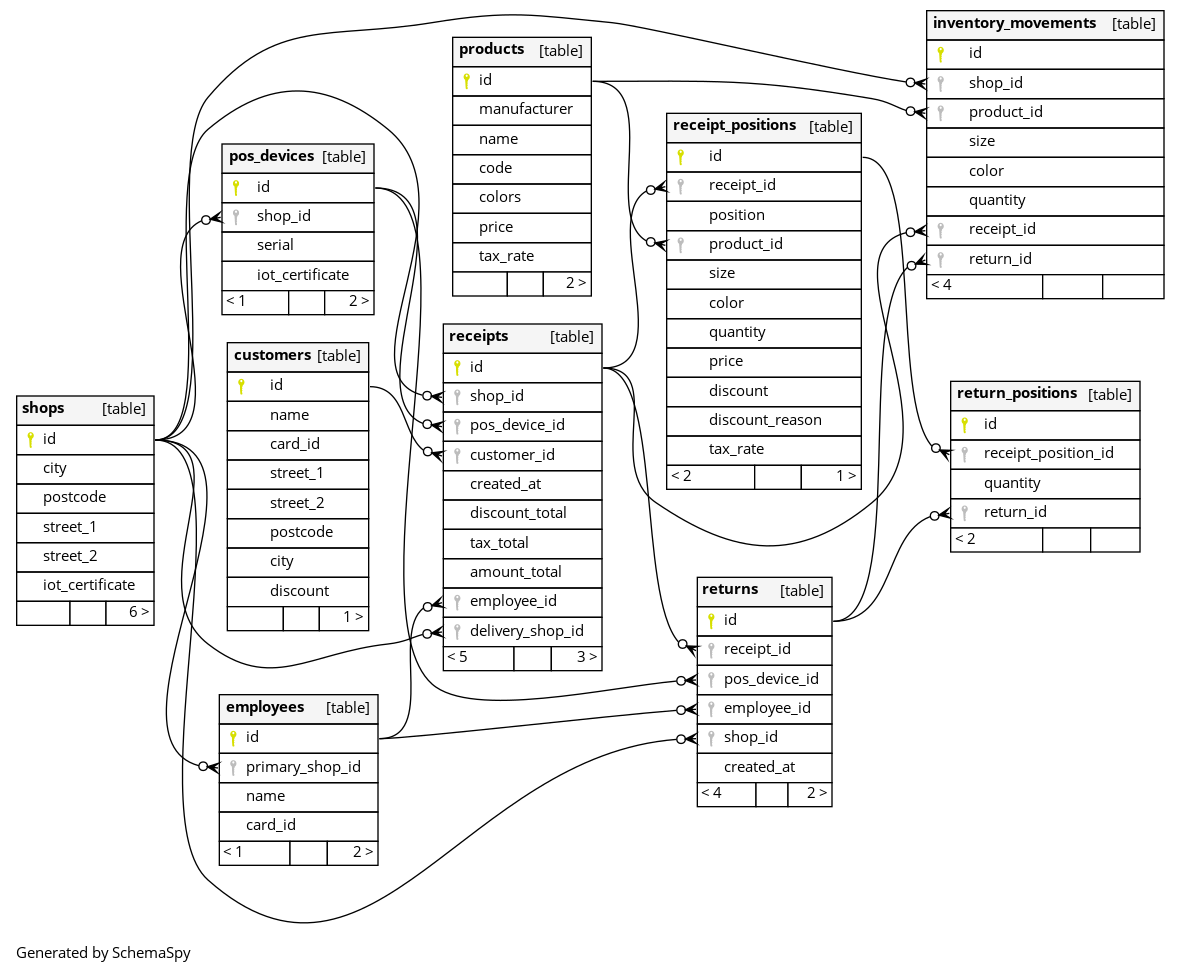 shops [table]
id
city
postcode
street_1
street_2
iot_certificate
6 >
pos_devices [table]
id
shop_id
serial
iot_certificate
< 1 2 >
customers [table]
id
name
card_id
street_1
street_2
postcode
city
discount
1 >
employees [table]
id
primary_shop_id
name
card_id
< 1 2 >
products [table]
id
manufacturer
name
code
colors
price
tax_rate
2 >
receipts [table]
id
shop_id
pos_device_id
customer_id
created_at
discount_total
tax_total
amount_total
employee_id
delivery_shop_id
< 5 3 >
receipt_positions [table]
id
receipt_id
position
product_id
size
color
quantity
price
discount
discount_reason
tax_rate
< 2 1 >
returns [table]
id
receipt_id
pos_device_id
employee_id
shop_id
created_at
< 4 2 >
inventory_movements [table]
id
shop_id
product_id
size
color
quantity
receipt_id
return_id
< 4
return_positions [table]
id
receipt_position_id
quantity
return_id
< 2
Generated by SchemaSpy